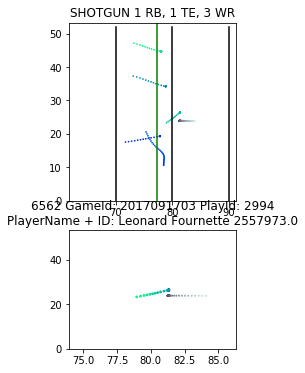 SHOTGUN 1 RB, 1 TE, 3 WR
50
40
30
20
10
0
70 80 90
6562 GameId: 2017091703 PlayId: 2994
PlayerName + ID: Leonard Fournette 2557973.0
40
20
0
75.0 77.5 80.0 82.5 85.0